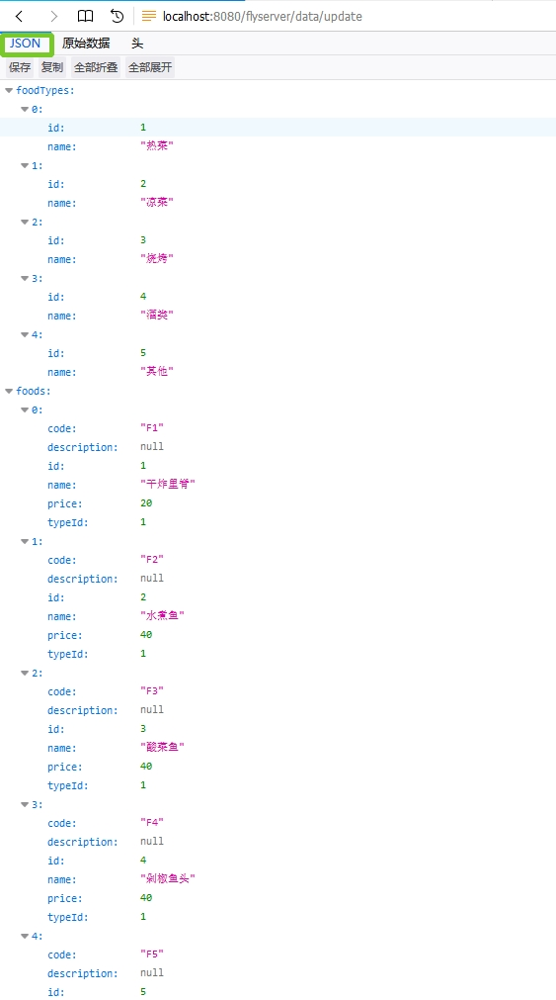 localhost:8080/flyserver/data/update
JSON 原始数据 头
保存 复制 全部折叠 全部展开
foodTypes:
0:
id: 1
name: "热菜"
1:
id: 2
name: "凉菜"
2:
id: 3
name: "烧烤"
3:
id: 4
name: "酒类"
4:
id: 5
name: "其他"
foods:
0:
code: "F1"
description: null
id: 1
name: "干炸里脊"
price: 20
typeId: 1
1:
code: "F2"
description: null
id: 2
name: "水煮鱼"
price: 40
typeId: 1
2:
code: "F3"
description: null
id: 3
name: "酸菜鱼"
price: 40
typeId: 1
3:
code: "F4"
description: null
id: 4
name: "剁椒鱼头"
price: 40
typeId: 1
4:
code: "F5"
description: null
id: 5